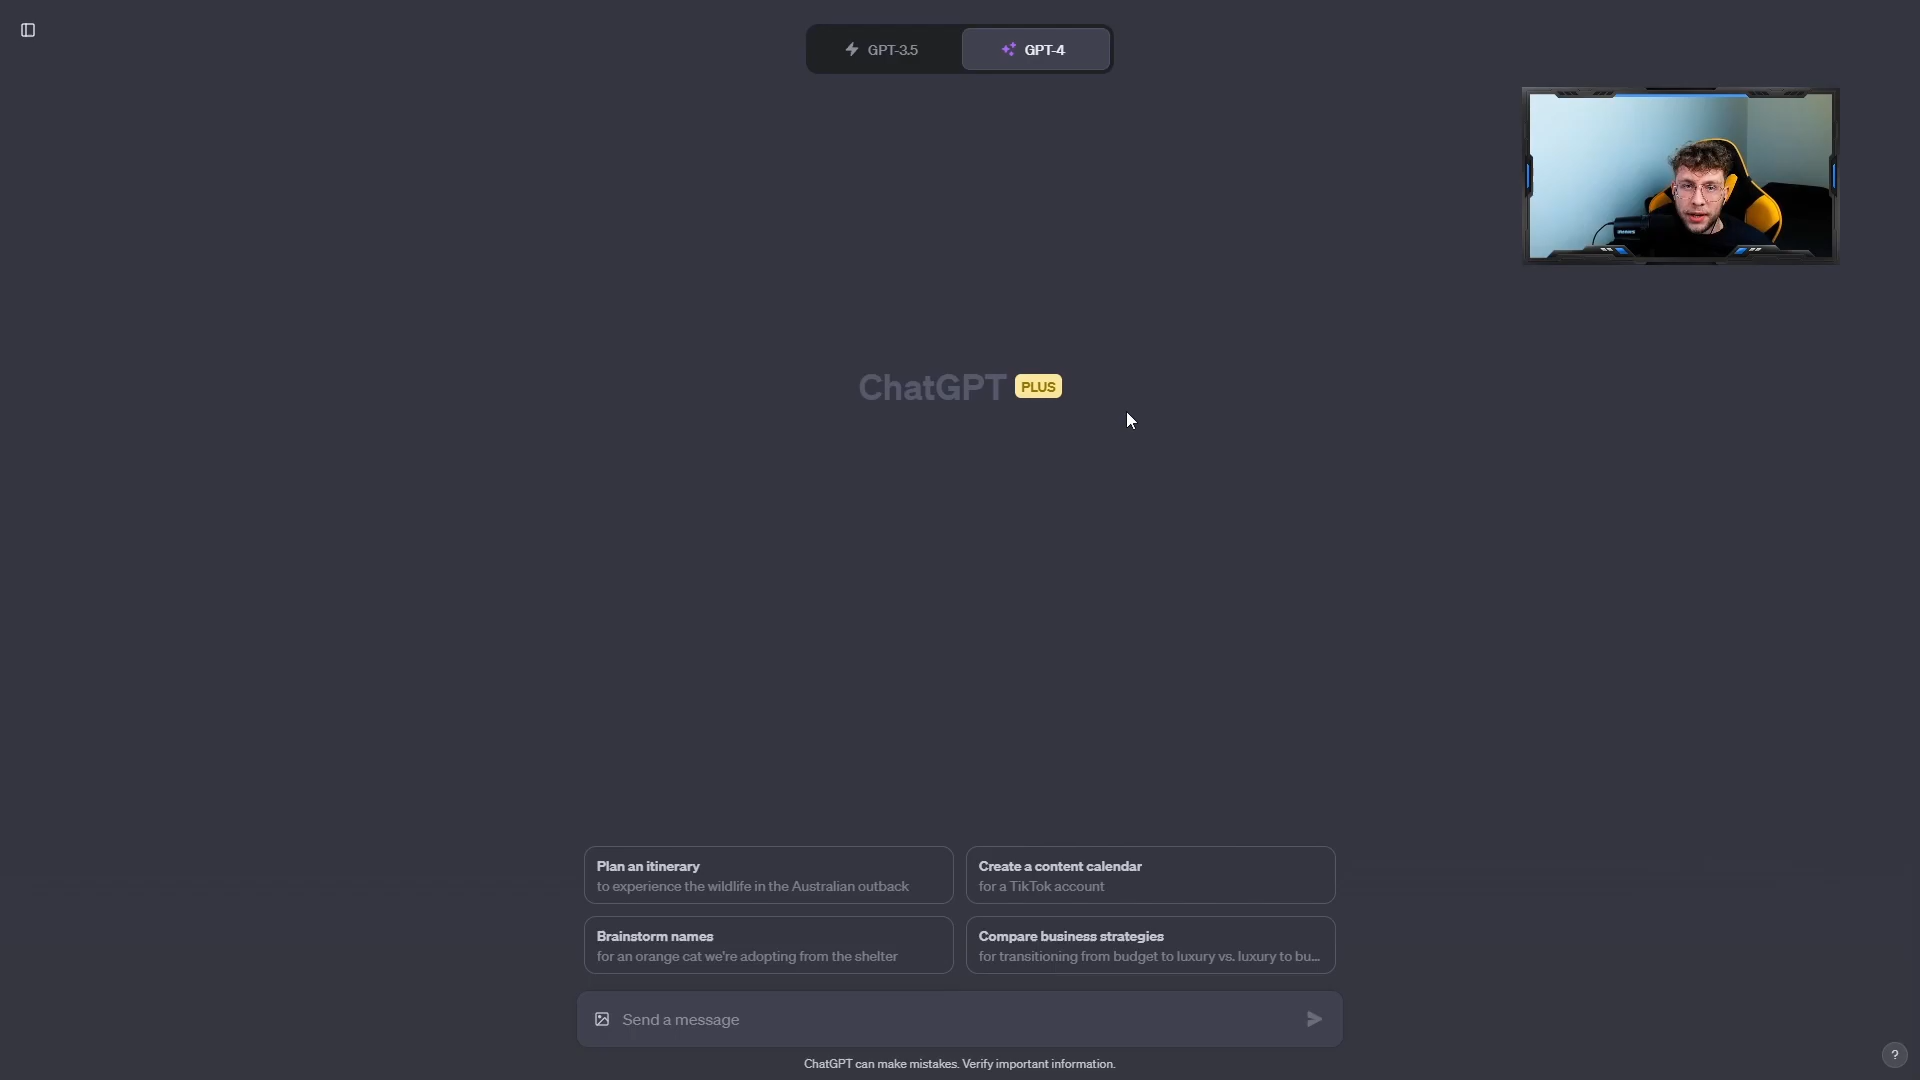 GPT-3.5
GPT-4
ChatGPT PLUS
Plan an itinerary
to experience the wildlife in the Australian outback
Create a content calendar
for a TikTok account
Brainstorm names
for an orange cat we're adopting from the shelter
Compare business strategies
for transitioning from budget to luxury vs. luxury to bu...
Send a message
ChatGPT can make mistakes. Verify important information.
?